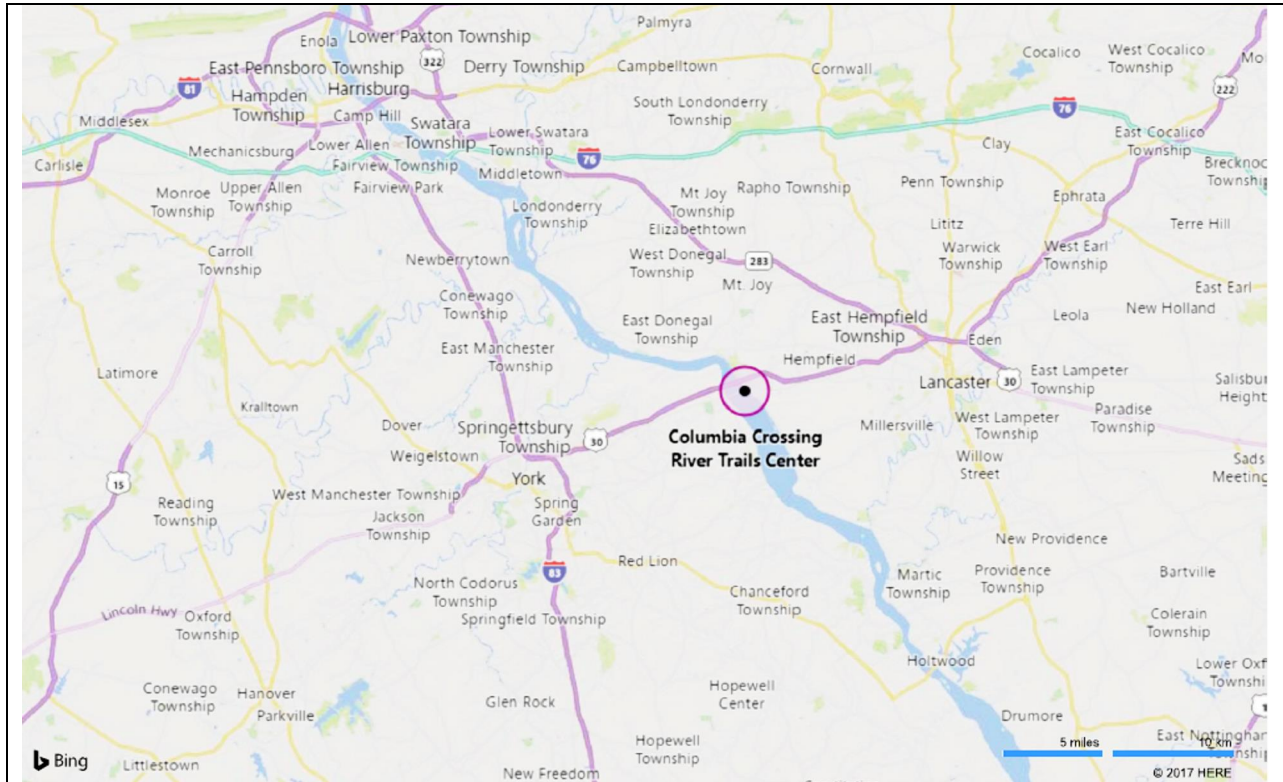 Palmyra
Enola
Lower Paxton Township
Cocalico
West Cocalico
Township
322
East Pennsboro Township
Derry Township
Campbelltown
Cornwall
81
Harrisburg
222
Hampden
Township
South Londonderry
Township
76
Middlesex
Camp Hill
Swatara
Township
Lower Swatara
Township
East Cocalico
Township
Carlisle
Mechanicsburg
Lower Allen
Fairview Township
76
Clay
Monroe
Township
Upper Allen
Township
Fairview Park
Middletown
Mt Joy
Township
Rapho Township
Penn Township
Ephrata
Londonderry
Township
Elizabethtown
Lititz
Terre Hill
Carroll
Township
Newberrytown
West Donegal
Township
283
Mt. Joy
Warwick
Township
West Earl
Township
East Earl
Conewago
Township
East Donegal
Township
East Hempfield
Township
Leola
New Holland
East Manchester
Township
Hempfield
Eden
Latimore
Lancaster
30
East Lampeter
Township
Kralltown
Dover
Springettsbury
Township
30
Columbia Crossing
River Trails Center
Millersville
West Lampeter
Township
Paradise
Township
Weigelstown
Willow
Street
15
York
West Manchester Township
Reading
Township
Spring
Garden
Jackson
Township
New Providence
Red Lion
83
North Codorus
Township
Martic
Township
Providence
Township
Bartville
Chanceford
Township
Lincoln Hwy
Oxford
Township
Springfield Township
Colerain
Township
Holtwood
Conewago
Township
Hanover
Hopewell
Center
Parkville
Glen Rock
Drumore
Hopewell
Township
5 miles
10 km
Bing
Littlestown
New Freedom
© 2017 HERE